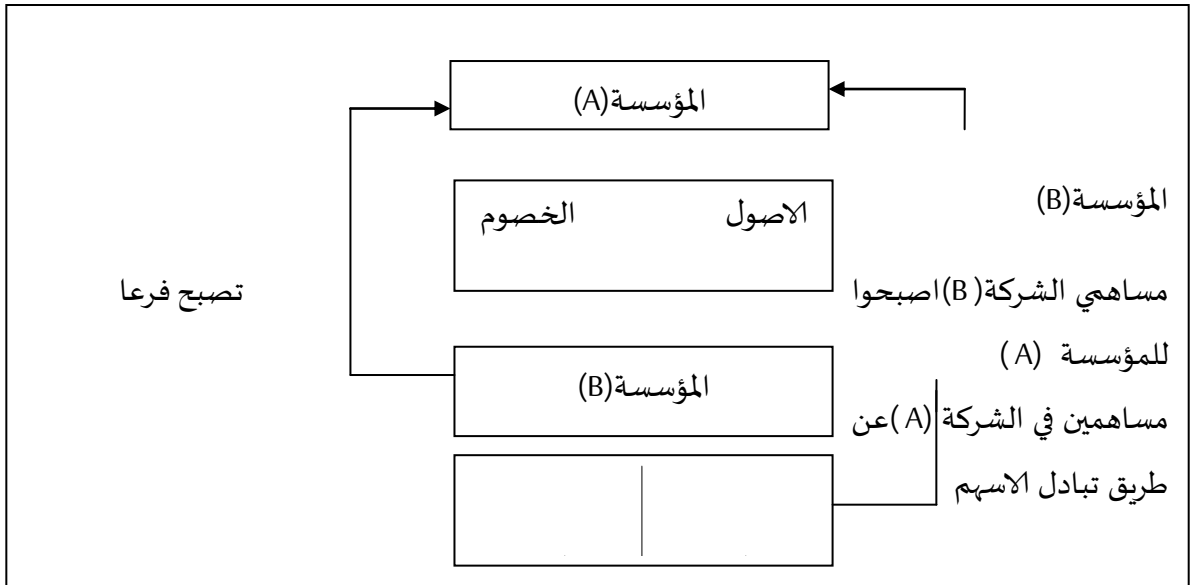 المؤسسة(A)
المؤسسة(B)
الاصول الخصوم
مساهمي الشركة( B)اصبحوا تصبح فرعا
للمؤسسة (A )
المؤسسة(B)
مساهمين في الشركة (A )عن
طريق تبادل الاسهم